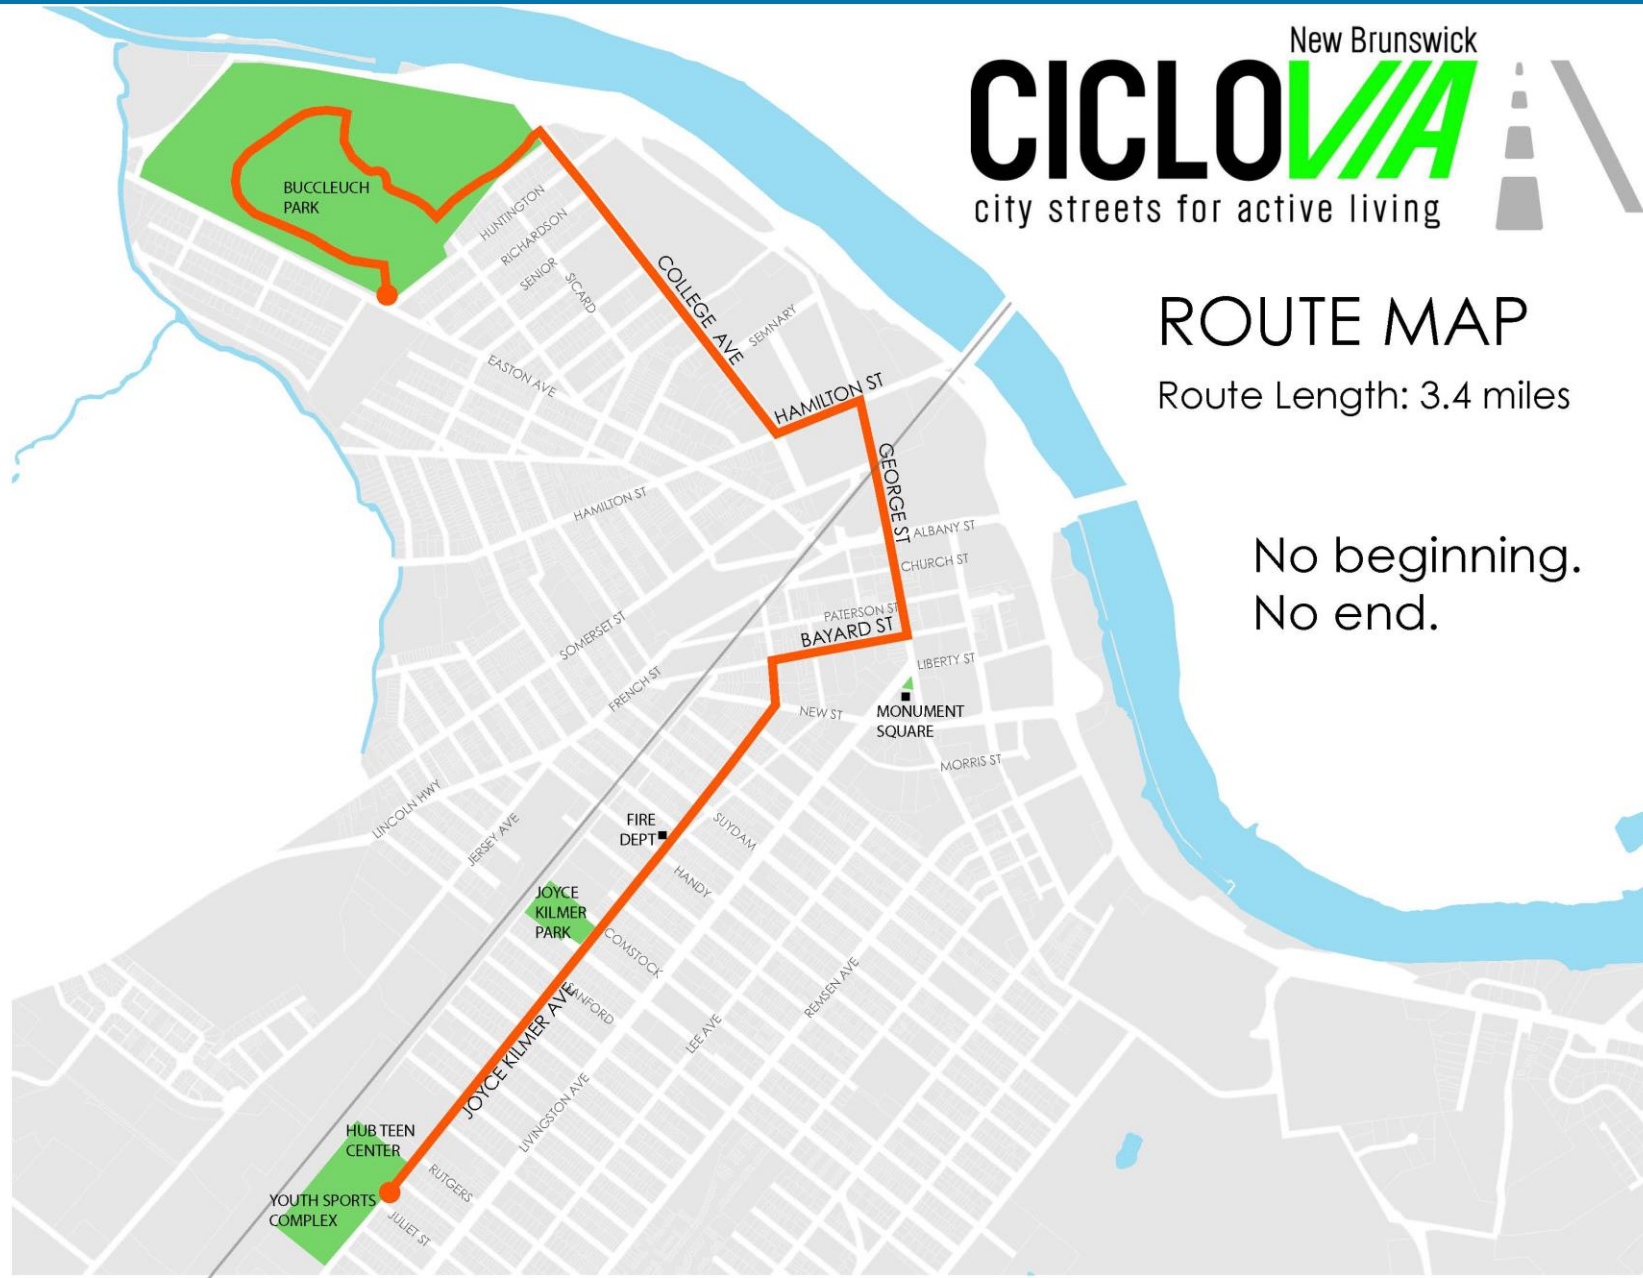 New Brunswick
CICLOVIA
city streets for active living
ROUTE MAP
Route Length: 3.4 miles
No beginning.
No end.
BUCCLEUCH
PARK
HUNTINGTON
RICHARDSON
SENIOR
SICARD
COLLEGE AVE
SEMNARY
EASTON AVE
HAMILTON ST
GEORGE ST
HAMILTON ST
ALBANY ST
CHURCH ST
PATERSON ST
BAYARD ST
SOMERSET ST
LIBERTY ST
FRENCH ST
NEW ST
MONUMENT
SQUARE
MORRIS ST
LINCOLN HWY
JERSEY AVE
FIRE
DEPT
SUYDAM
HANDY
JOYCE
KILMER
PARK
COMSTOCK
SANFORD
REMSEN AVE
LEE AVE
JOYCE KILMER AVE
LIVINGSTON AVE
HUB TEEN
CENTER
RUTGERS
YOUTH SPORTS
COMPLEX
JULIET ST